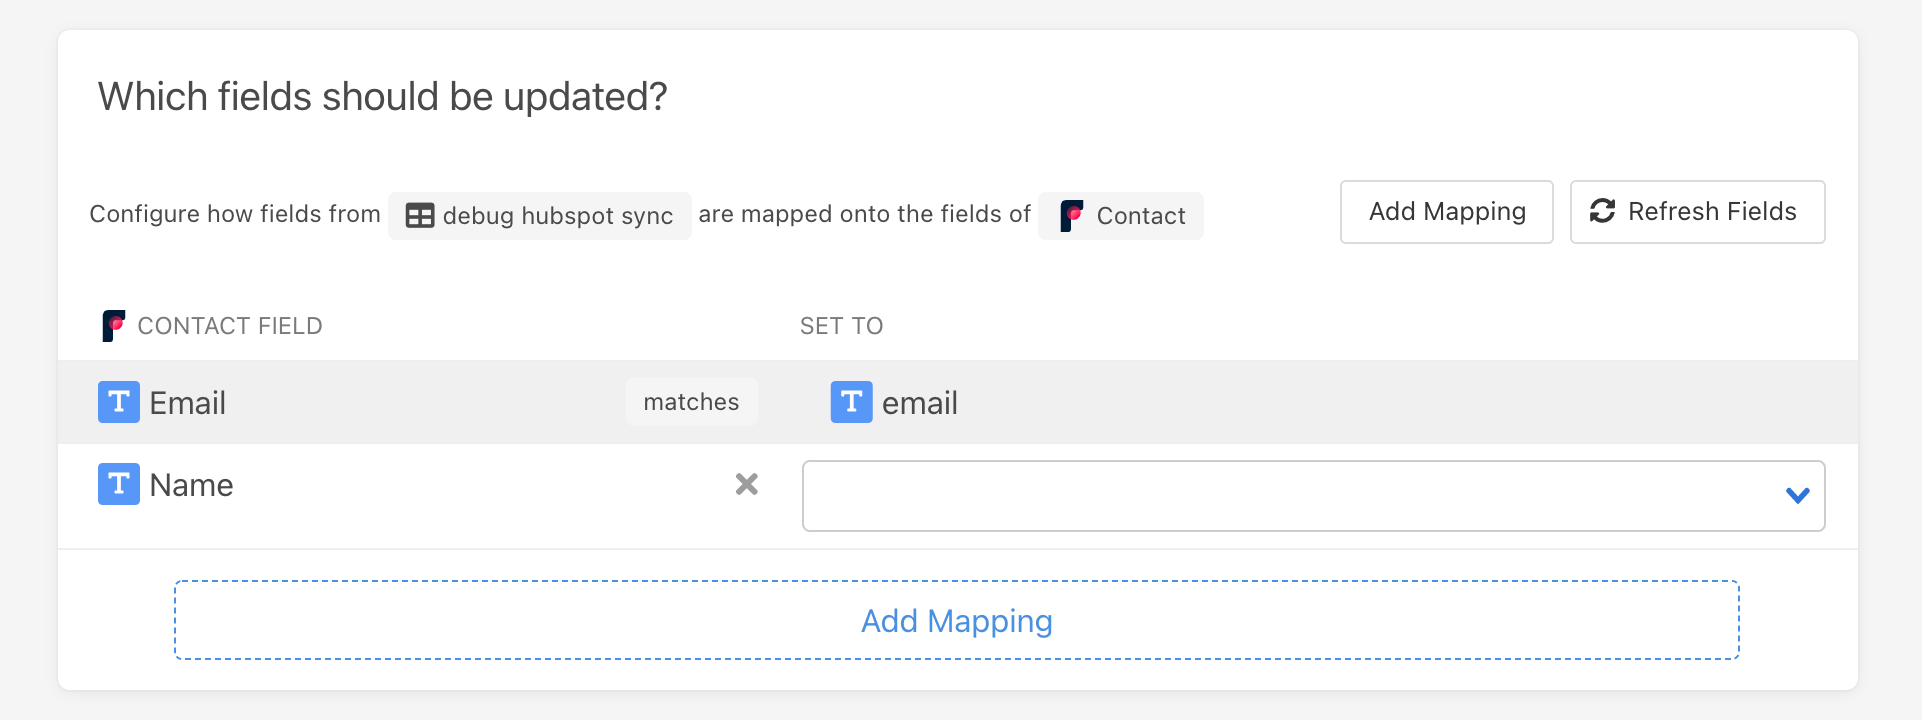 Which fields should be updated?
Configure how fields from debug hubspot sync are mapped onto the fields of Contact
Add Mapping
Refresh Fields
CONTACT FIELD
SET TO
T Email matches T email
T Name
Add Mapping